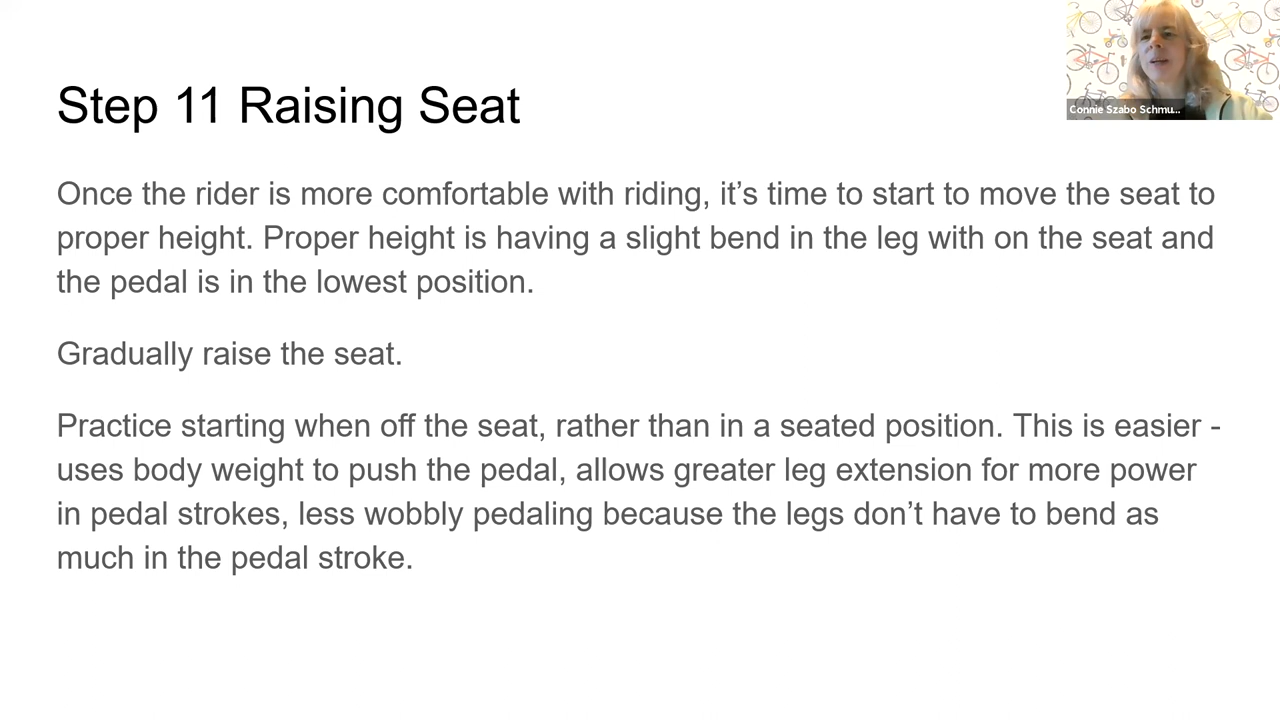 Step 11 Raising Seat
Connie Szabo Schmu...
Once the rider is more comfortable with riding, it’s time to start to move the seat to
proper height. Proper height is having a slight bend in the leg with on the seat and
the pedal is in the lowest position.
Gradually raise the seat.
Practice starting when off the seat, rather than in a seated position. This is easier -
uses body weight to push the pedal, allows greater leg extension for more power
in pedal strokes, less wobbly pedaling because the legs don’t have to bend as
much in the pedal stroke.